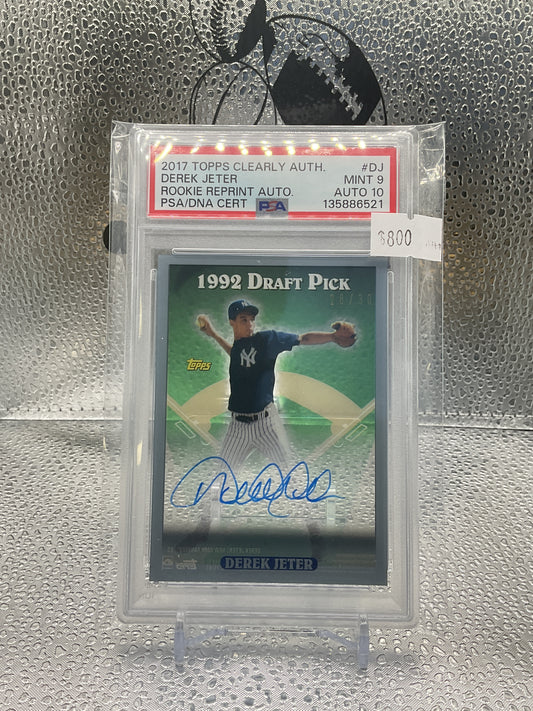 2017 TOPPS CLEARLY AUTH. #DJ
DEREK JETER MINT 9
ROOKIE REPRINT AUTO. AUTO 10
PSA/DNA CERT PSA 135886521
$800
1992 DRAFT PICK
NY
Topps
DEREK JETER